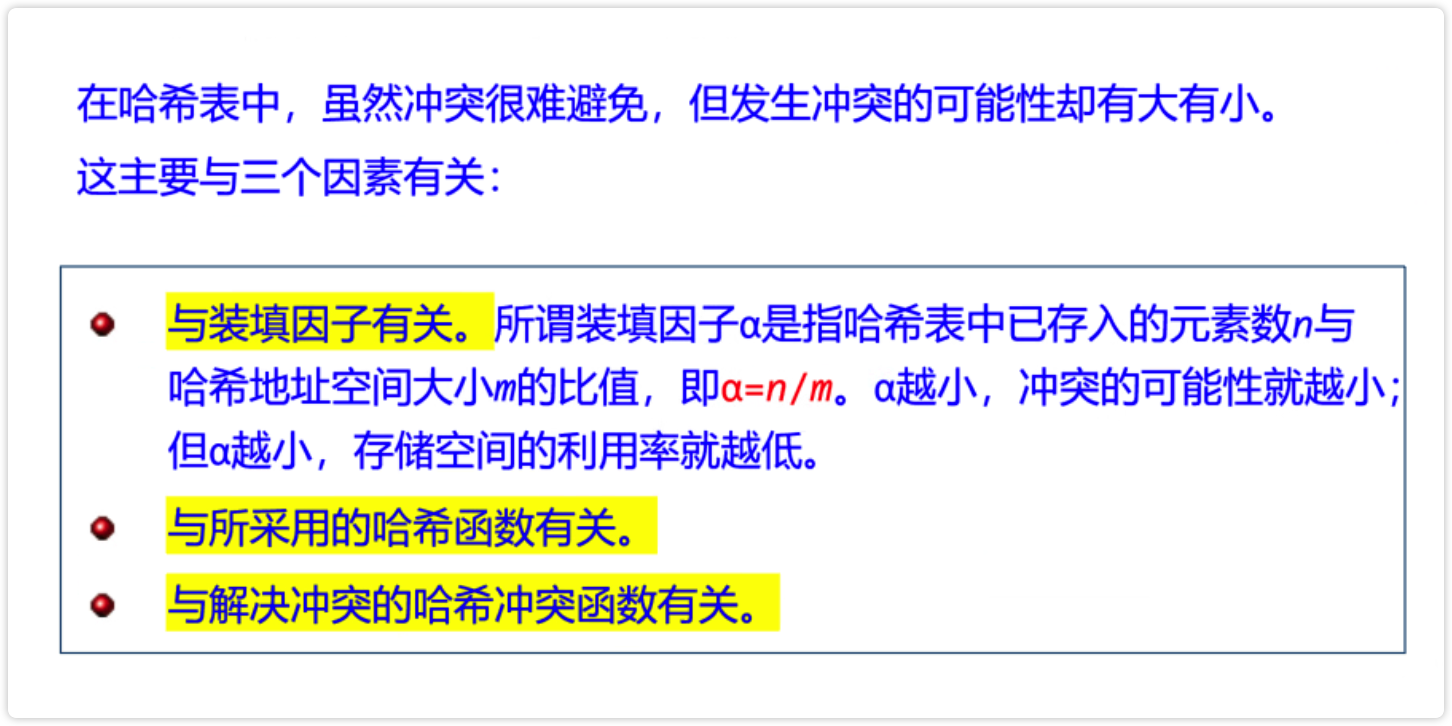 在哈希表中，虽然冲突很难避免，但发生冲突的可能性却有大有小。
这主要与三个因素有关：
与装填因子有关。所谓装填因子α是指哈希表中已存入的元素数n与
哈希地址空间大小m的比值，即α=n/m。α越小，冲突的可能性就越小；
但α越小，存储空间的利用率就越低。
与所采用的哈希函数有关。
与解决冲突的哈希冲突函数有关。